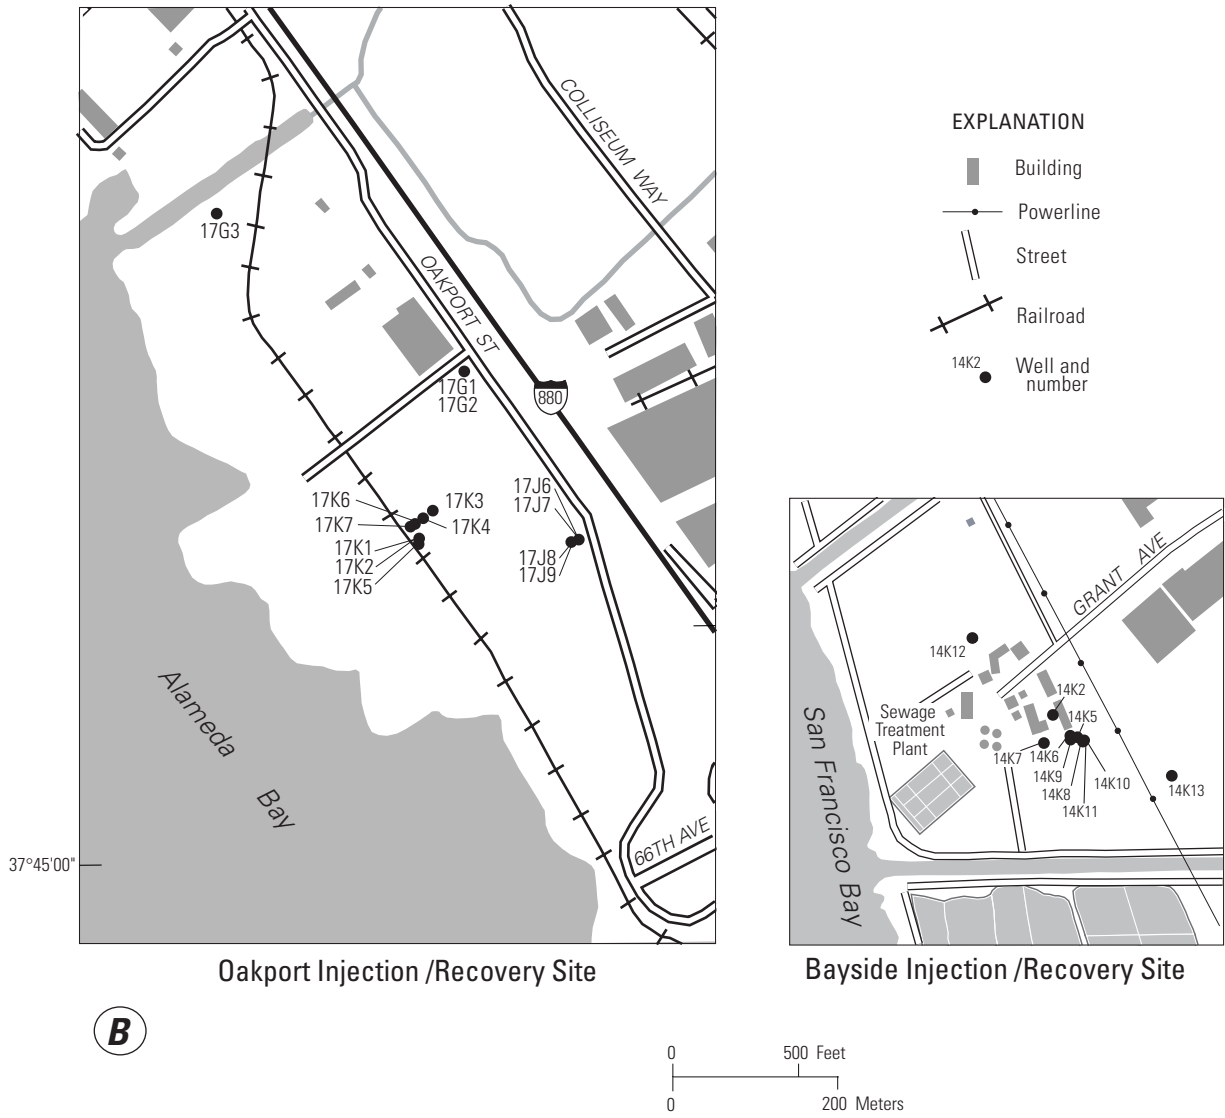 COLLISEUM WAY
17G3
OAKPORT ST
17G1
17G2
880
17K6
17K3
17K7
17K4
17K1
17K2
17K5
17J6
17J7
17J8
17J9
Alameda
Bay
66TH AVE
37°45'00"
Oakport Injection /Recovery Site
EXPLANATION
Building
Powerline
Street
Railroad
14K2
Well and
number
GRANT AVE
14K12
14K2
Sewage
Treatment
Plant
14K5
14K7
14K6
14K9
14K8
14K10
14K11
14K13
San Francisco Bay
Bayside Injection /Recovery Site
B
0
500 Feet
0
200 Meters